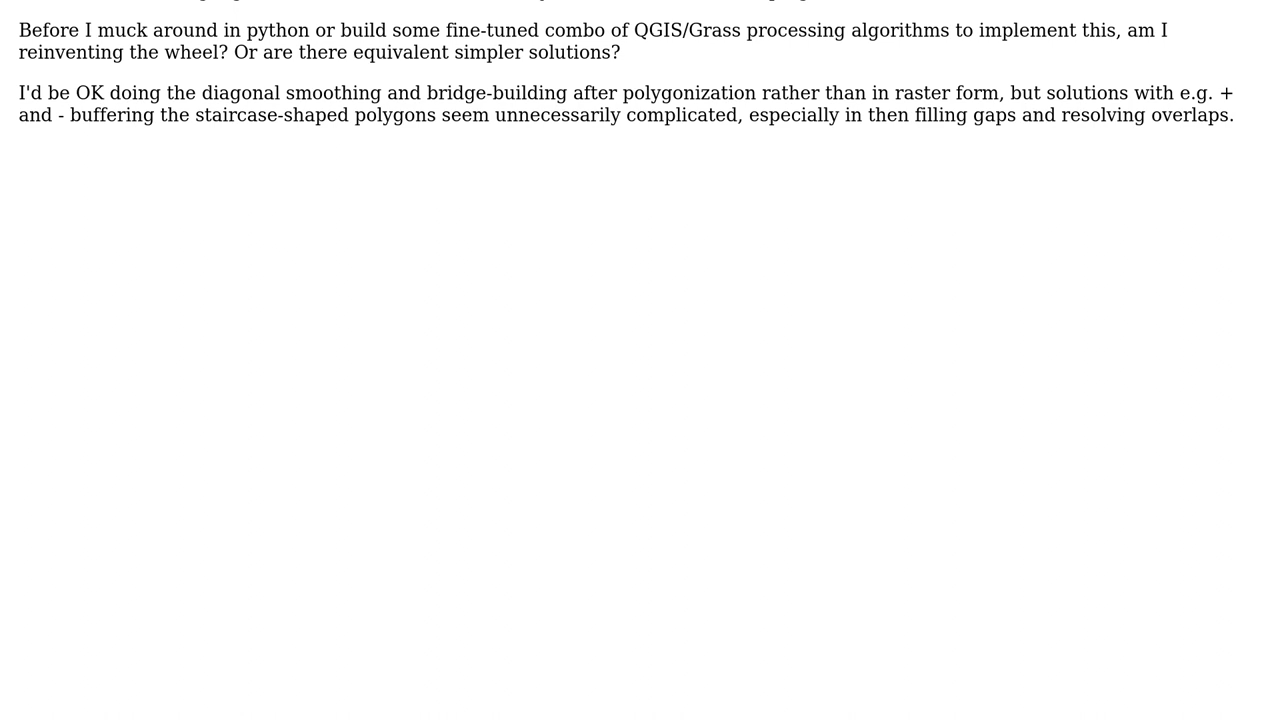 Before I muck around in python or build some fine-tuned combo of QGIS/Grass processing algorithms to implement this, am I
reinventing the wheel? Or are there equivalent simpler solutions?
I'd be OK doing the diagonal smoothing and bridge-building after polygonization rather than in raster form, but solutions with e.g. +
and - buffering the staircase-shaped polygons seem unnecessarily complicated, especially in then filling gaps and resolving overlaps.